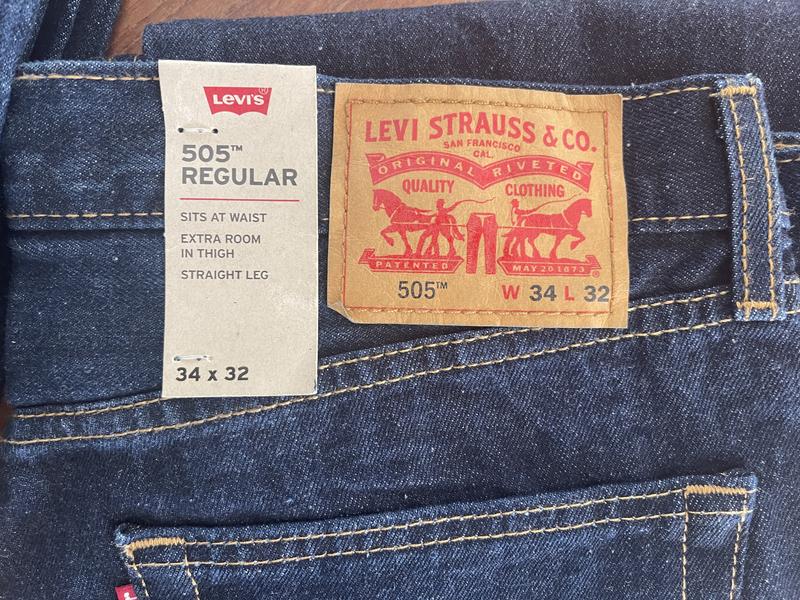 LEVI'S®
505™
REGULAR
SITS AT WAIST
EXTRA ROOM
IN THIGH
STRAIGHT LEG
34 x 32
LEVI STRAUSS & CO.
SAN FRANCISCO
CAL.
ORIGINAL RIVETED
QUALITY CLOTHING
PATENTED MAY 20 1873 ®
505™ W 34 L 32